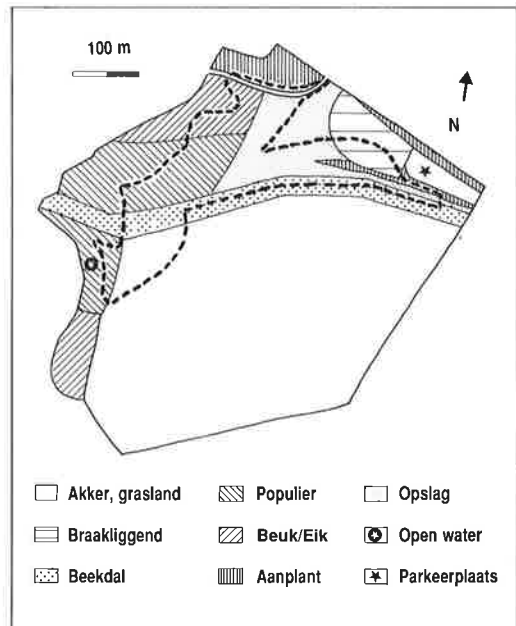 100 m
N
Akker, grasland
Populier
Opslag
Braakliggend
Beuk/Eik
Open water
Beekdal
Aanplant
Parkeerplaats